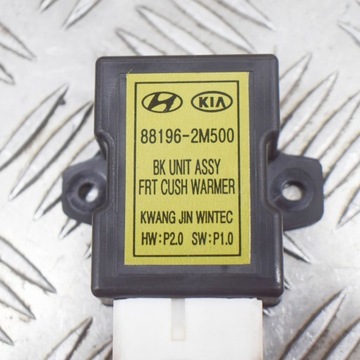 KIA
88196-2M500
BK UNIT ASSY
FRT CUSH WARMER
KWANG JIN WINTEC
HW:P2.0 SW:P1.0